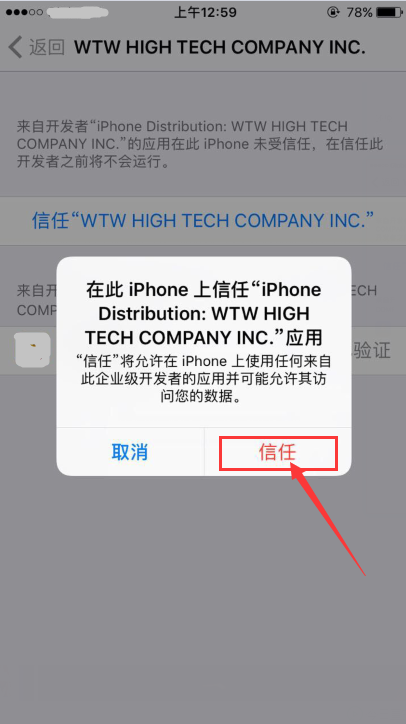 上午12:59
78%
返回
WTW HIGH TECH COMPANY INC.
来自开发者“iPhone Distribution: WTW HIGH TECH
COMPANY INC.”的应用在此 iPhone 未受信任，在信任此
开发者之前将不会运行。
信任“WTW HIGH TECH COMPANY INC.”
来自开
TECH
COM
在此 iPhone 上信任“iPhone
Distribution: WTW HIGH
TECH COMPANY INC.”应用
“信任”将允许在 iPhone 上使用任何来自
此企业级开发者的应用并可能允许其访
问您的数据。
验证
取消
信任